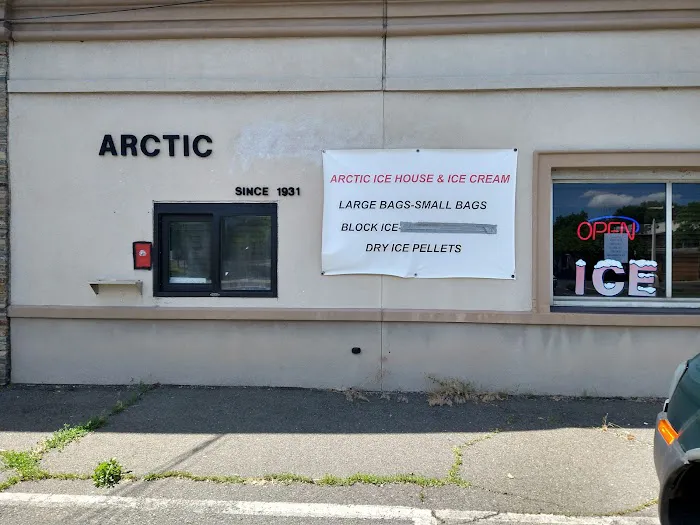 ARCTIC
SINCE 1931
ARCTIC ICE HOUSE & ICE CREAM
LARGE BAGS-SMALL BAGS
BLOCK ICE-
DRY ICE PELLETS
OPEN
ICE